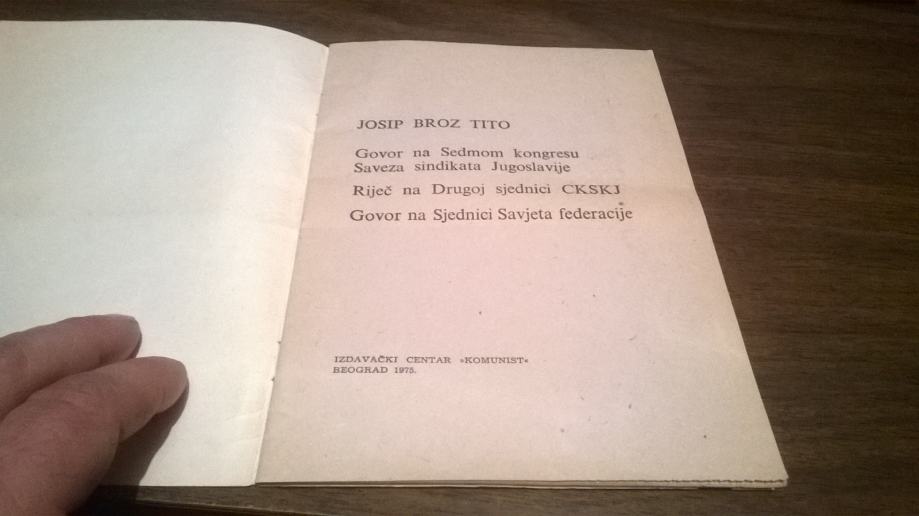 JOSIP BROZ TITO
Govor na Sedmom kongresu
Saveza sindikata Jugoslavije
Riječ na Drugoj sjednici CKSKJ
Govor na Sjednici Savjeta federacije
IZDAVAČKI CENTAR »KOMUNIST«
BEOGRAD 1975.